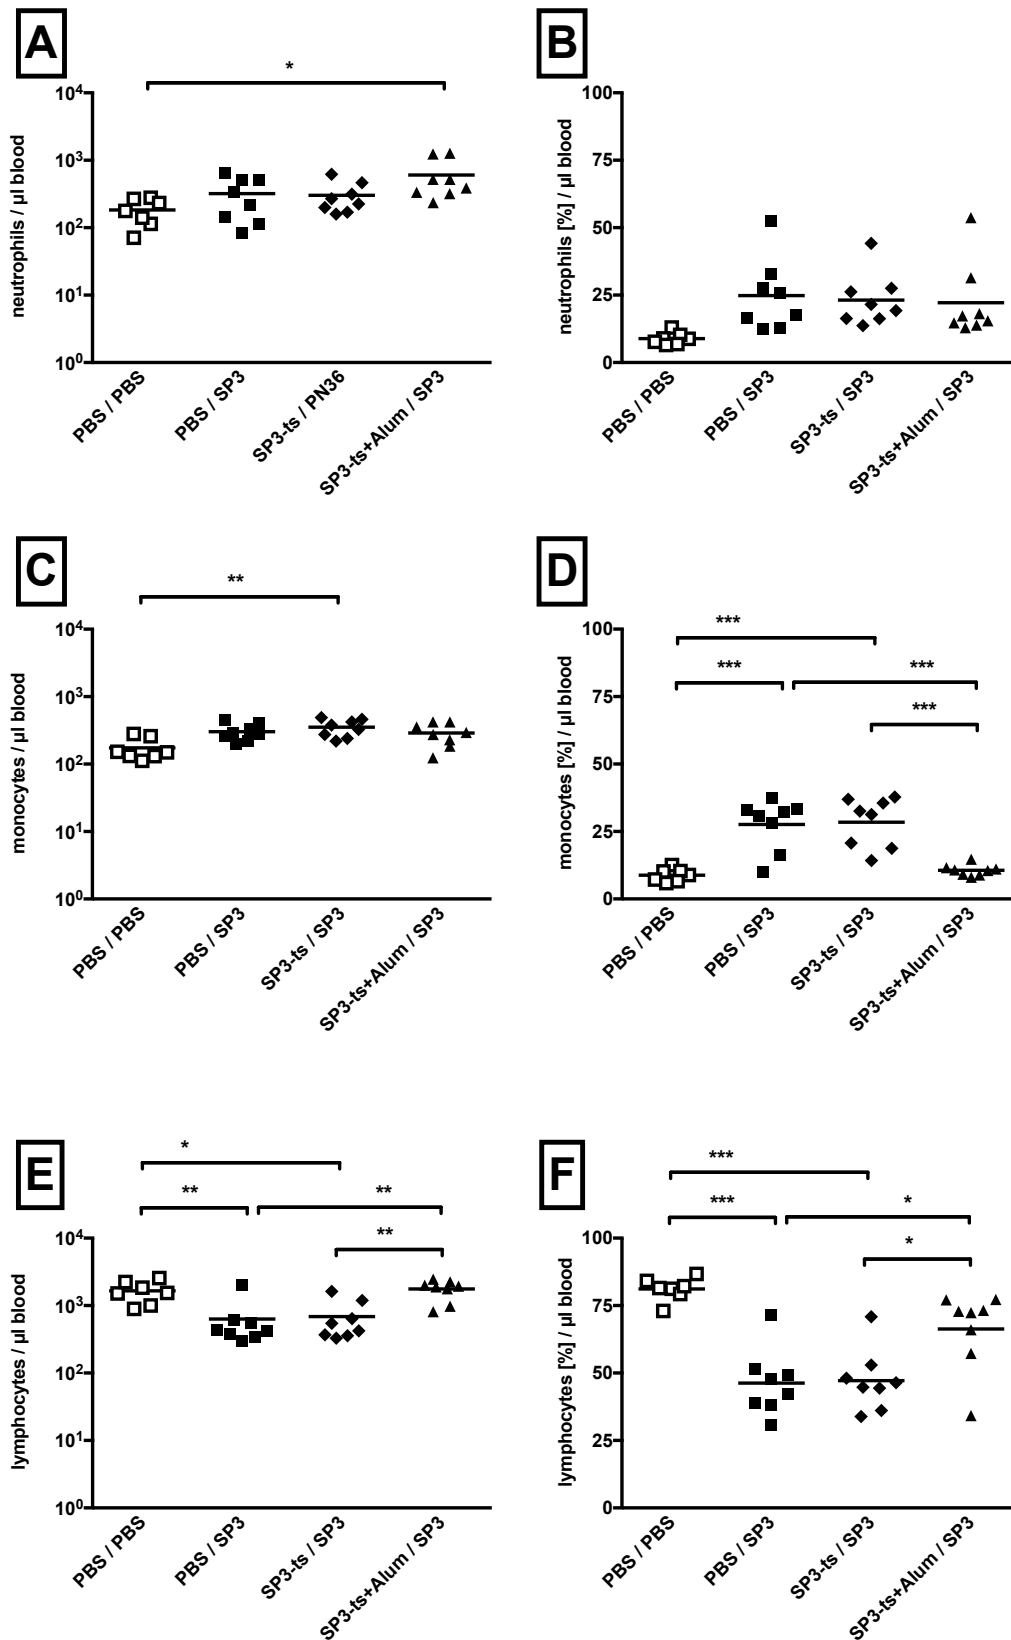 A
*
10⁴
10³
10²
10¹
10⁰
neutrophils / µl blood
PBS / PBS
PBS / SP3
SP3-ts / PN36
SP3-ts+Alum / SP3
B
100
75
50
25
0
neutrophils [%] / µl blood
PBS / PBS
PBS / SP3
SP3-ts / SP3
SP3-ts+Alum / SP3
C
**
10⁴
10³
10²
10¹
10⁰
monocytes / µl blood
PBS / PBS
PBS / SP3
SP3-ts / SP3
SP3-ts+Alum / SP3
D
***
***
***
***
100
75
50
25
0
monocytes [%] / µl blood
PBS / PBS
PBS / SP3
SP3-ts / SP3
SP3-ts+Alum / SP3
E
*
**
**
**
10⁴
10³
10²
10¹
10⁰
lymphocytes / µl blood
PBS / PBS
PBS / SP3
SP3-ts / SP3
SP3-ts+Alum / SP3
F
***
***
*
*
100
75
50
25
0
lymphocytes [%] / µl blood
PBS / PBS
PBS / SP3
SP3-ts / SP3
SP3-ts+Alum / SP3